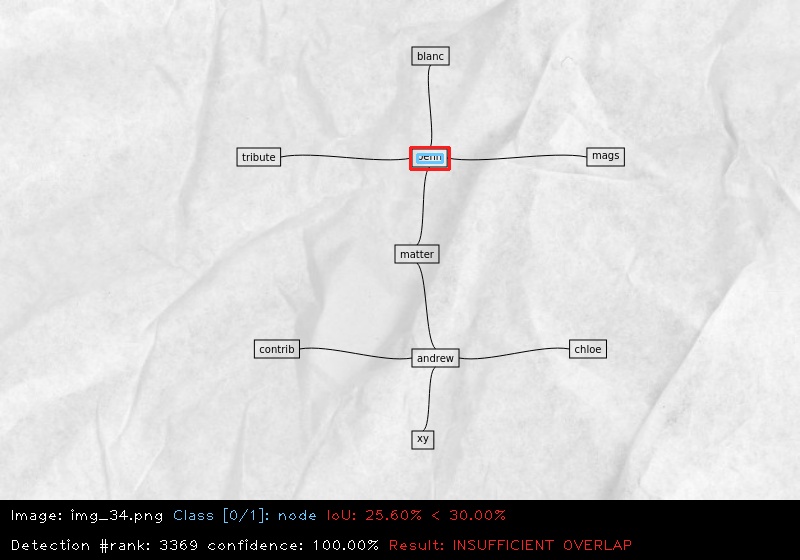 blanc
tribute
mags
matter
contrib
andrew
chloe
xy
Image: img_34.png Class [0/1]: node IoU: 25.60% < 30.00%
Detection #rank: 3369 confidence: 100.00% Result: INSUFFICIENT OVERLAP